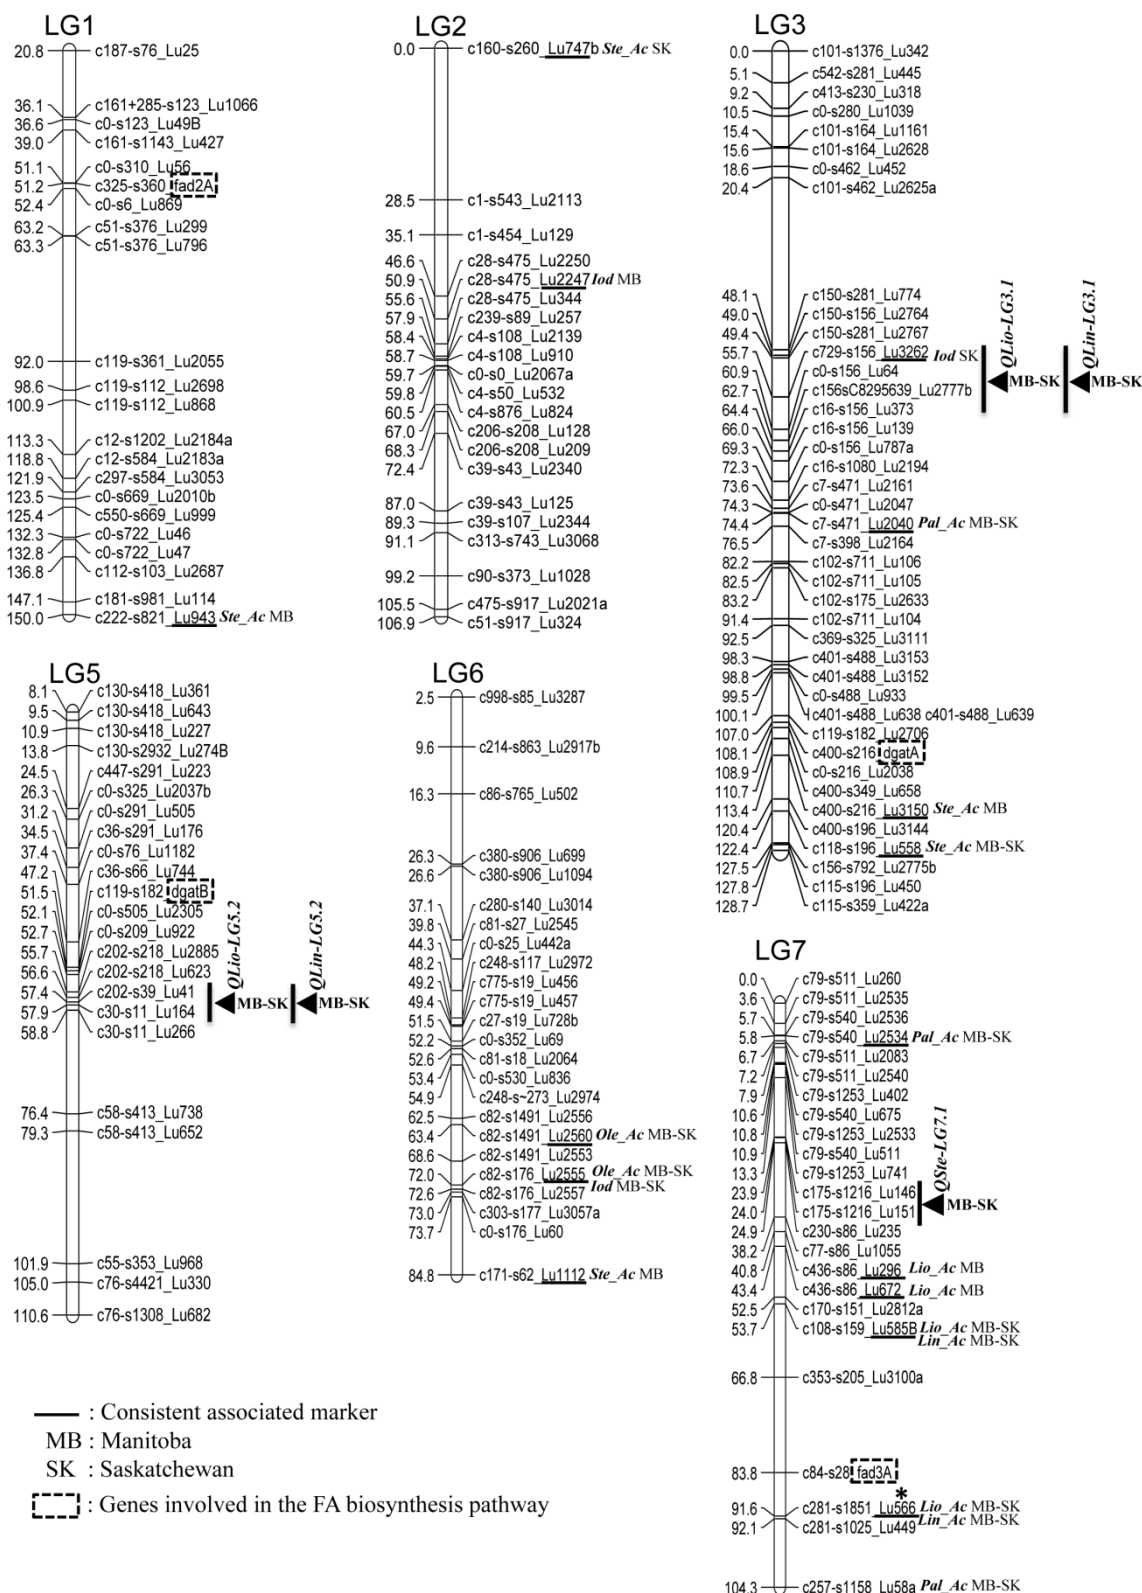 LG1
20.8 c187-s76_Lu25
36.1 c161+285-s123_Lu1066
36.6 c0-s123_Lu49B
39.0 c161-s1143_Lu427
51.1 c0-s310_Lu56
51.2 c325-s360 fad2A
52.4 c0-s6_Lu869
63.2 c51-s376_Lu299
63.3 c51-s376_Lu796
92.0 c119-s361_Lu2055
98.6 c119-s112_Lu2698
100.9 c119-s112_Lu868
113.3 c12-s1202_Lu2184a
118.8 c12-s584_Lu2183a
121.9 c297-s584_Lu3053
123.5 c0-s669_Lu2010b
125.4 c550-s669_Lu999
132.3 c0-s722_Lu46
132.8 c0-s722_Lu47
136.8 c112-s103_Lu2687
147.1 c181-s981_Lu114
150.0 c222-s821_Lu943 Ste_Ac MB
LG2
0.0 c160-s260_Lu747b Ste_Ac SK
28.5 c1-s543_Lu2113
35.1 c1-s454_Lu129
46.6 c28-s475_Lu2250
50.9 c28-s475_Lu2247 Iod MB
55.6 c28-s475_Lu344
57.9 c239-s89_Lu257
58.4 c4-s108_Lu2139
58.7 c4-s108_Lu910
59.7 c0-s0_Lu2067a
59.8 c4-s50_Lu532
60.5 c4-s876_Lu824
67.0 c206-s208_Lu128
68.3 c206-s208_Lu209
72.4 c39-s43_Lu2340
87.0 c39-s43_Lu125
89.3 c39-s107_Lu2344
91.1 c313-s743_Lu3068
99.2 c90-s373_Lu1028
105.5 c475-s917_Lu2021a
106.9 c51-s917_Lu324
LG3
0.0 c101-s1376_Lu342
5.1 c542-s281_Lu445
9.2 c413-s230_Lu318
10.5 c0-s280_Lu1039
15.4 c101-s164_Lu1161
15.6 c101-s164_Lu2628
18.6 c0-s462_Lu452
20.4 c101-s462_Lu2625a
48.1 c150-s281_Lu774
49.0 c150-s156_Lu2764
49.4 c150-s281_Lu2767
55.7 c729-s156_Lu3262 Iod SK
60.9 c0-s156_Lu64
62.7 c156sC8295639_Lu2777b
64.4 c16-s156_Lu373
66.0 c16-s156_Lu139
69.3 c0-s156_Lu787a
72.3 c16-s1080_Lu2194
73.6 c7-s471_Lu2161
74.3 c0-s471_Lu2047
74.4 c7-s471_Lu2040 Pal_Ac MB-SK
76.5 c7-s398_Lu2164
82.2 c102-s711_Lu106
82.5 c102-s711_Lu105
83.2 c102-s175_Lu2633
91.4 c102-s711_Lu104
92.5 c369-s325_Lu3111
98.3 c401-s488_Lu3153
98.8 c401-s488_Lu3152
99.5 c0-s488_Lu933
100.1 c401-s488_Lu638 c401-s488_Lu639
107.0 c119-s182_Lu2706
108.1 c400-s216 dgatA
108.9 c0-s216_Lu2038
110.7 c400-s349_Lu658
113.4 c400-s216_Lu3150 Ste_Ac MB
120.4 c400-s196_Lu3144
122.4 c118-s196_Lu558 Ste_Ac MB-SK
127.5 c156-s792_Lu2775b
127.8 c115-s196_Lu450
128.7 c115-s359_Lu422a
QLio-LG3.1
MB-SK
QLin-LG3.1
MB-SK
LG5
8.1 c130-s418_Lu361
9.5 c130-s418_Lu643
10.9 c130-s418_Lu227
13.8 c130-s2932_Lu274B
24.5 c447-s291_Lu223
26.3 c0-s325_Lu2037b
31.2 c0-s291_Lu505
34.5 c36-s291_Lu176
37.4 c0-s76_Lu1182
47.2 c36-s66_Lu744
51.5 c119-s182 dgatB
52.1 c0-s505_Lu2305
52.7 c0-s209_Lu922
55.7 c202-s218_Lu2885
56.6 c202-s218_Lu623
57.4 c202-s39_Lu41
57.9 c30-s11_Lu164
58.8 c30-s11_Lu266
76.4 c58-s413_Lu738
79.3 c58-s413_Lu652
101.9 c55-s353_Lu968
105.0 c76-s4421_Lu330
110.6 c76-s1308_Lu682
QLio-LG5.2
MB-SK
QLin-LG5.2
MB-SK
LG6
2.5 c998-s85_Lu3287
9.6 c214-s863_Lu2917b
16.3 c86-s765_Lu502
26.3 c380-s906_Lu699
26.6 c380-s906_Lu1094
37.1 c280-s140_Lu3014
39.8 c81-s27_Lu2545
44.3 c0-s25_Lu442a
48.2 c248-s117_Lu2972
49.2 c775-s19_Lu456
49.4 c775-s19_Lu457
51.5 c27-s19_Lu728b
52.2 c0-s352_Lu69
52.6 c81-s18_Lu2064
53.4 c0-s530_Lu836
54.9 c248-s~273_Lu2974
62.5 c82-s1491_Lu2556
63.4 c82-s1491_Lu2560 Ole_Ac MB-SK
68.6 c82-s1491_Lu2553
72.0 c82-s176_Lu2555 Ole_Ac MB-SK
Iod MB-SK
72.6 c82-s176_Lu2557
73.0 c303-s177_Lu3057a
73.7 c0-s176_Lu60
84.8 c171-s62_Lu1112 Ste_Ac MB
LG7
0.0 c79-s511_Lu260
3.6 c79-s511_Lu2535
5.7 c79-s540_Lu2536
5.8 c79-s540_Lu2534 Pal_Ac MB-SK
6.7 c79-s511_Lu2083
7.2 c79-s511_Lu2540
7.9 c79-s1253_Lu402
10.6 c79-s540_Lu675
10.8 c79-s1253_Lu2533
10.9 c79-s540_Lu511
13.3 c79-s1253_Lu741
23.9 c175-s1216_Lu146
24.0 c175-s1216_Lu151
24.9 c230-s86_Lu235
38.2 c77-s86_Lu1055
40.8 c436-s86_Lu296 Lio_Ac MB
43.4 c436-s86_Lu672 Lio_Ac MB
52.5 c170-s151_Lu2812a
53.7 c108-s159_Lu585B Lio_Ac MB-SK
Lin_Ac MB-SK
66.8 c353-s205_Lu3100a
83.8 c84-s28 fad3A
*
91.6 c281-s1851_Lu566 Lio_Ac MB-SK
Lin_Ac MB-SK
92.1 c281-s1025_Lu449
104.3 c257-s1158_Lu58a Pal_Ac MB-SK
QSte-LG7.1
MB-SK
: Consistent associated marker
MB : Manitoba
SK : Saskatchewan
: Genes involved in the FA biosynthesis pathway